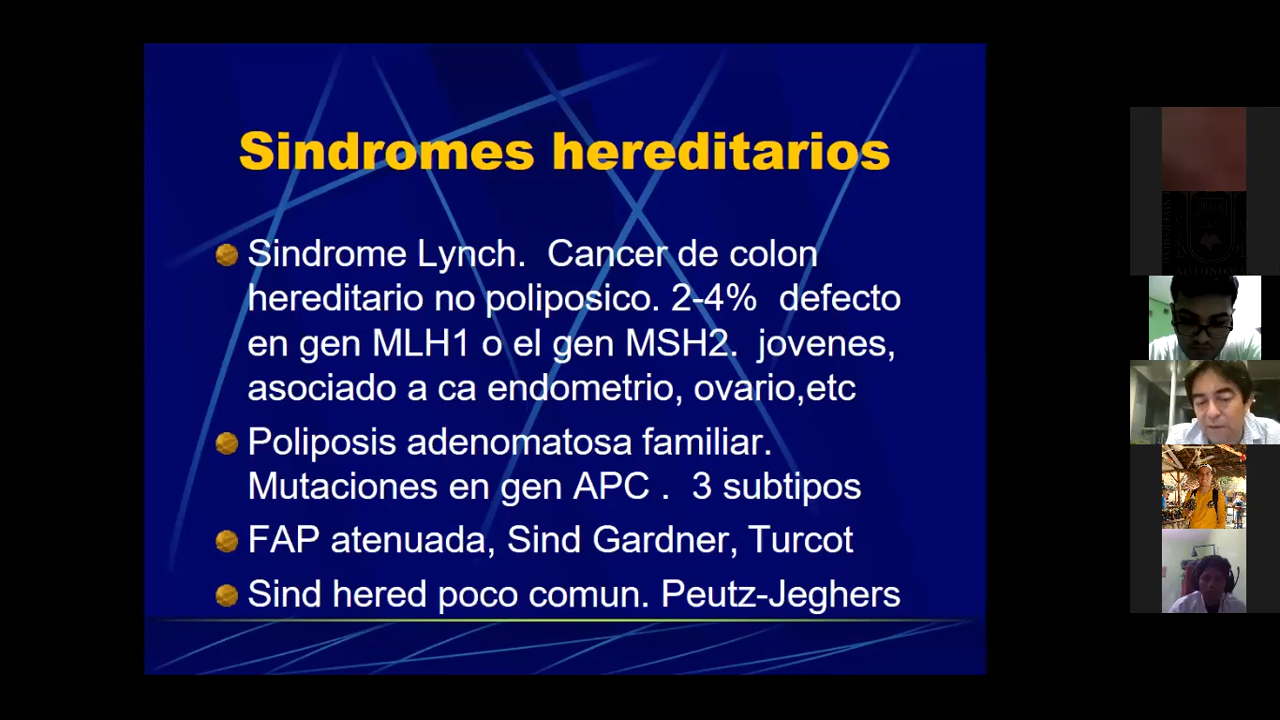 Sindromes hereditarios
Sindrome Lynch.  Cancer de colon
hereditario no poliposico. 2-4%  defecto
en gen MLH1 o el gen MSH2.  jovenes,
asociado a ca endometrio, ovario,etc
Poliposis adenomatosa familiar.
Mutaciones en gen APC .  3 subtipos
FAP atenuada, Sind Gardner, Turcot
Sind hered poco comun. Peutz-Jeghers